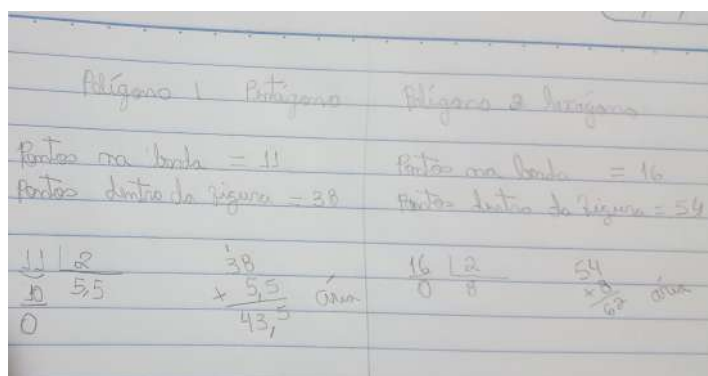 Polígono 1 Pentágono
Pontos na borda = 11
Pontos dentro da figura = 38
11 2
10 5,5
0
1
38
+ 5,5
43,5 área
Polígono 2 hexágono
Pontos na borda = 16
Pontos dentro da figura = 54
16 2
0 8
54
+ 8
62 área